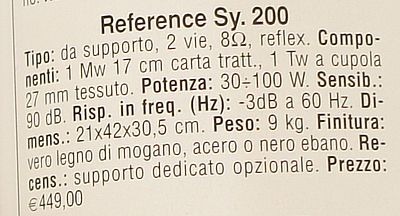 Reference Sy. 200
Tipo: da supporto, 2 vie, 8Ω, reflex. Compo-
nenti: 1 Mw 17 cm carta tratt., 1 Tw a cupola
27 mm tessuto. Potenza: 30÷100 W. Sensib.:
90 dB. Risp. in freq. (Hz): -3dB a 60 Hz. Di-
mens.: 21x42x30,5 cm. Peso: 9 kg. Finitura:
vero legno di mogano, acero o nero ebano. Re-
cens.: supporto dedicato opzionale. Prezzo:
€449,00